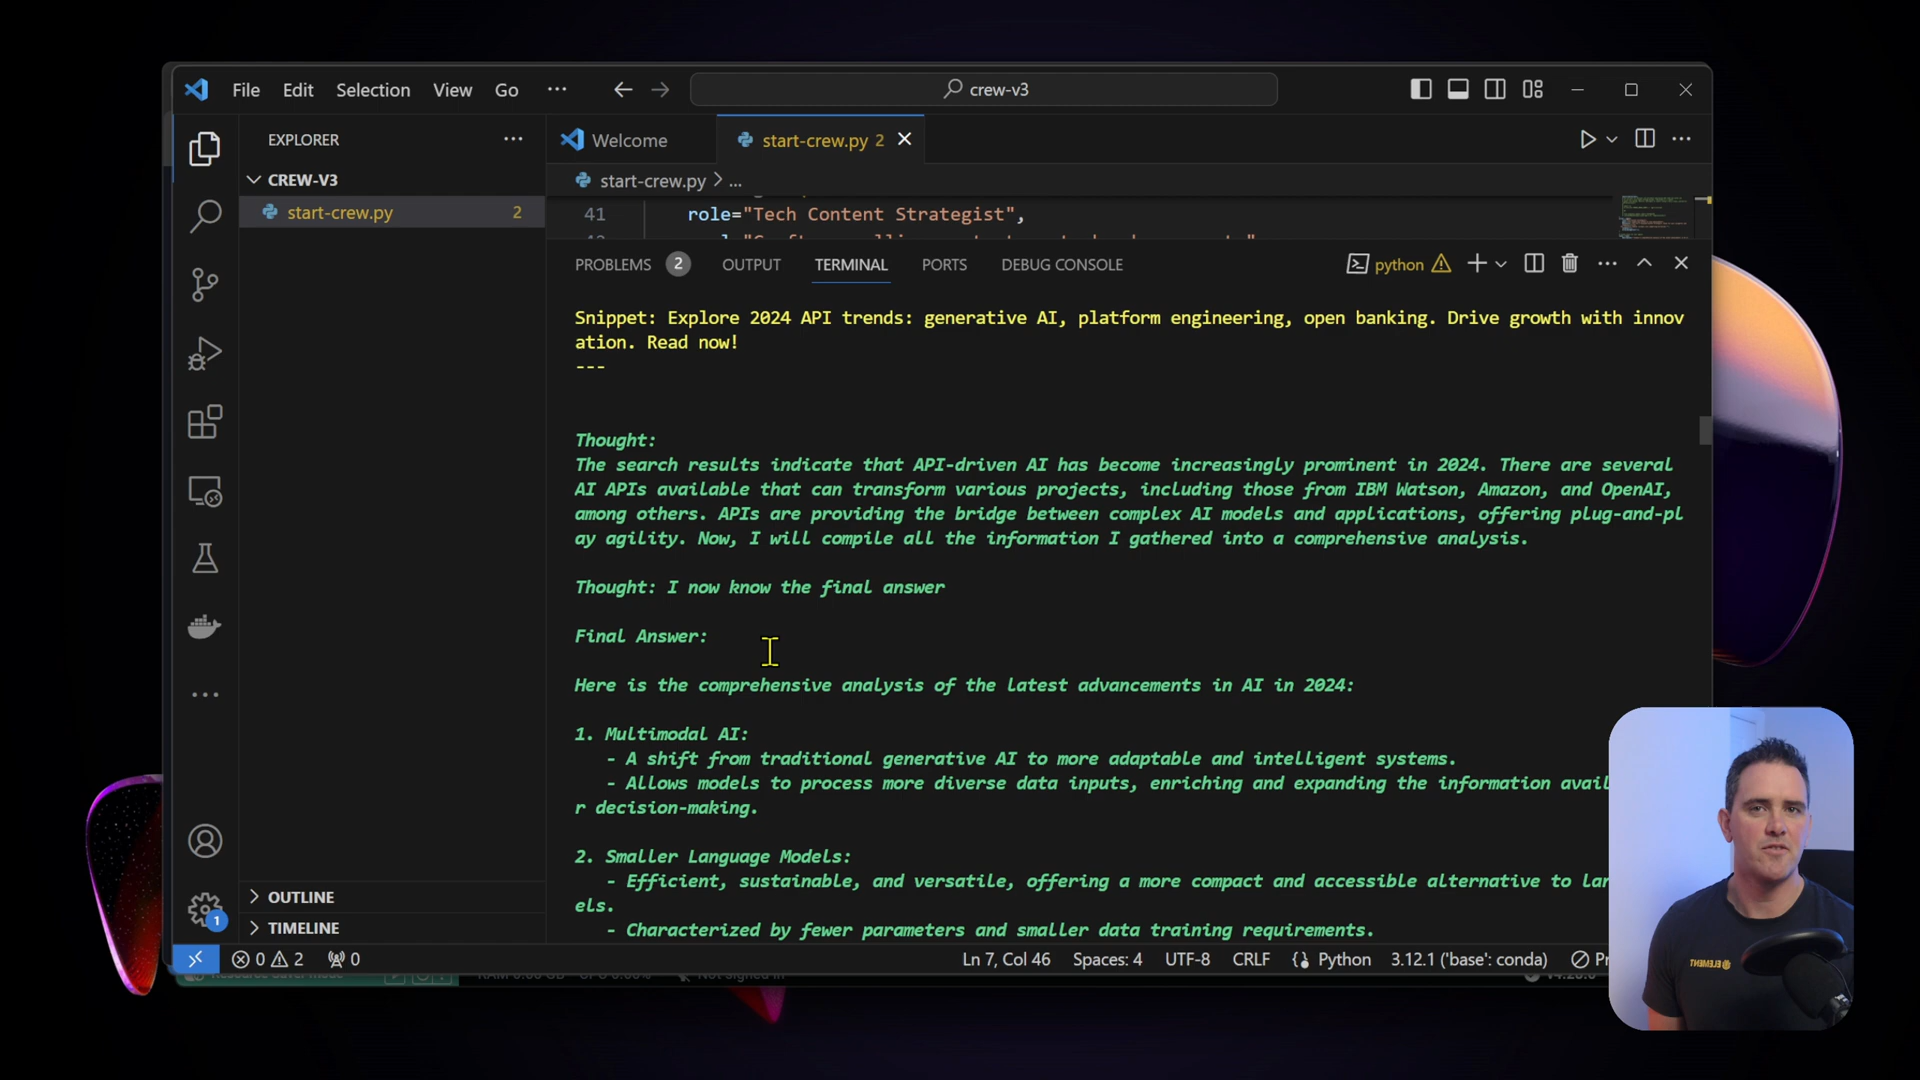 File Edit Selection View Go ··· crew-v3
EXPLORER ···
Welcome start-crew.py 2
CREW-V3
start-crew.py > ...
start-crew.py 2
41 role="Tech Content Strategist",
PROBLEMS 2 OUTPUT TERMINAL PORTS DEBUG CONSOLE python
Snippet: Explore 2024 API trends: generative AI, platform engineering, open banking. Drive growth with innov
ation. Read now!
---
Thought:
The search results indicate that API-driven AI has become increasingly prominent in 2024. There are several
AI APIs available that can transform various projects, including those from IBM Watson, Amazon, and OpenAI,
among others. APIs are providing the bridge between complex AI models and applications, offering plug-and-pl
ay agility. Now, I will compile all the information I gathered into a comprehensive analysis.
Thought: I now know the final answer
Final Answer:
Here is the comprehensive analysis of the latest advancements in AI in 2024:
1. Multimodal AI:
- A shift from traditional generative AI to more adaptable and intelligent systems.
- Allows models to process more diverse data inputs, enriching and expanding the information avail
r decision-making.
2. Smaller Language Models:
- Efficient, sustainable, and versatile, offering a more compact and accessible alternative to lar
els.
- Characterized by fewer parameters and smaller data training requirements.
OUTLINE
TIMELINE
1
0 2 0 Ln 7, Col 46 Spaces: 4 UTF-8 CRLF Python 3.12.1 ('base': conda)
ELEMENT